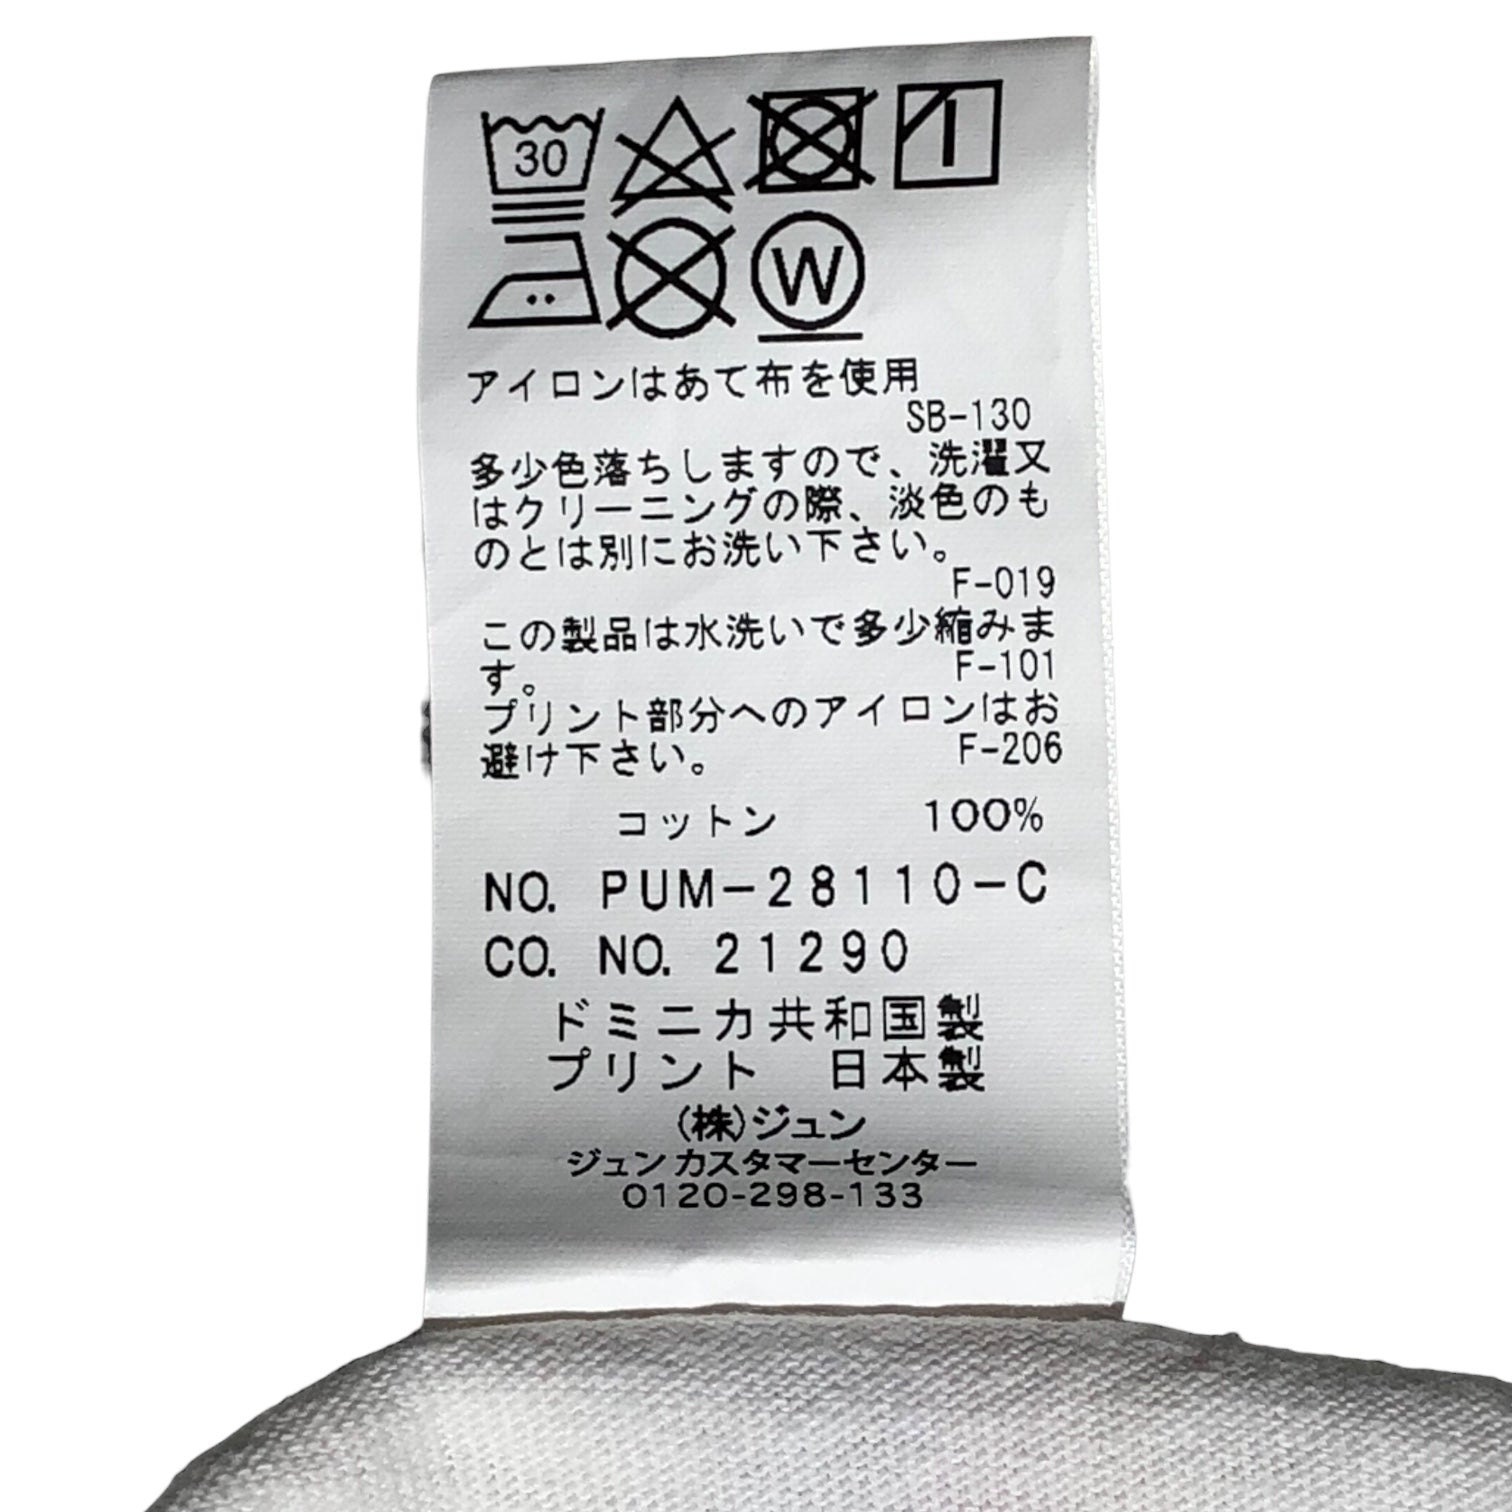 30
W
アイロンはあて布を使用
SB-130
多少色落ちしますので、洗濯又
はクリーニングの際、淡色のも
のとは別にお洗い下さい。
F-019
この製品は水洗いで多少縮みま
す。 F-101
プリント部分へのアイロンはお
避け下さい。 F-206
コットン 100%
NO. PUM-28110-C
CO. NO. 21290
ドミニカ共和国製
プリント 日本製
(株)ジュン
ジュンカスタマーセンター
0120-298-133